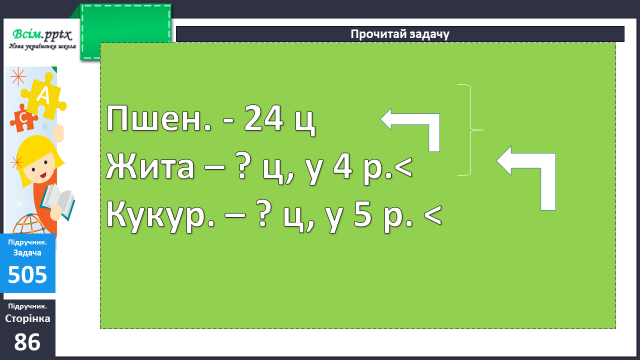 Всім.pptx
Нова українська школа
Прочитай задачу
А
С
Пшен. - 24 ц
Жита – ? ц, у 4 р.<
Кукур. – ? ц, у 5 р. <
Підручник.
Задача
505
Підручник.
Сторінка
86